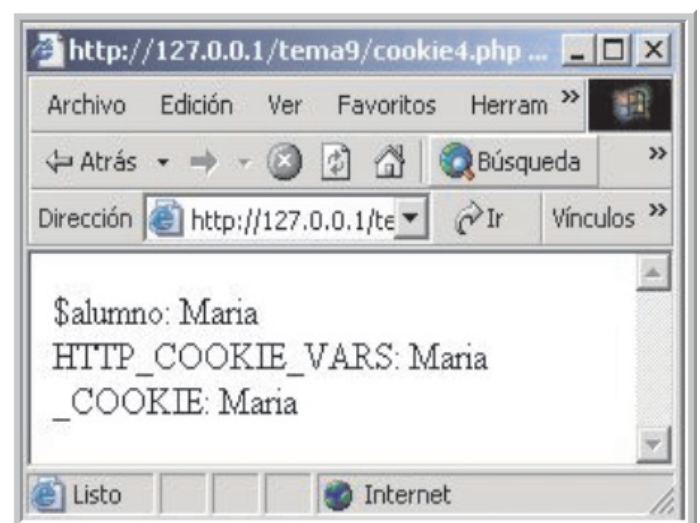 http://127.0.0.1/tema9/cookie4.php ...
Archivo Edición Ver Favoritos Herram »
Atrás Búsqueda »
Dirección http://127.0.0.1/te Ir Vínculos »
$alumno: Maria
HTTP_COOKIE_VARS: Maria
_COOKIE: Maria
Listo Internet